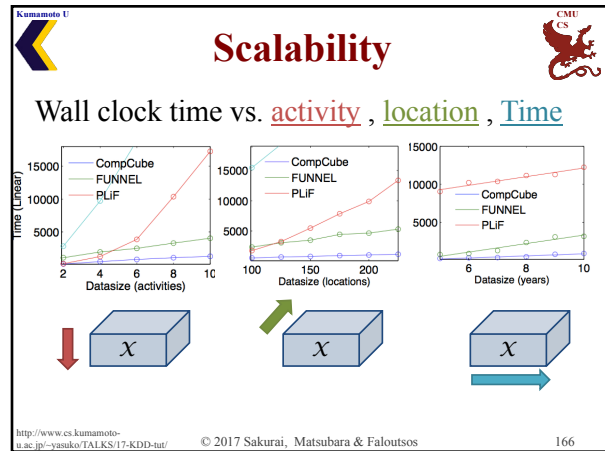 Kumamoto U
CMU
CS
Scalability
Wall clock time vs. activity , location , Time
Time (Linear)
15000
10000
5000
CompCube
FUNNEL
PLiF
2
4
6
8
10
Datasize (activities)
15000
10000
5000
CompCube
FUNNEL
PLiF
100
150
200
Datasize (locations)
15000
10000
5000
CompCube
FUNNEL
PLiF
6
8
10
Datasize (years)
x
x
x
http://www.cs.kumamoto-
u.ac.jp/~yasuko/TALKS/17-KDD-tut/
© 2017 Sakurai, Matsubara & Faloutsos
166